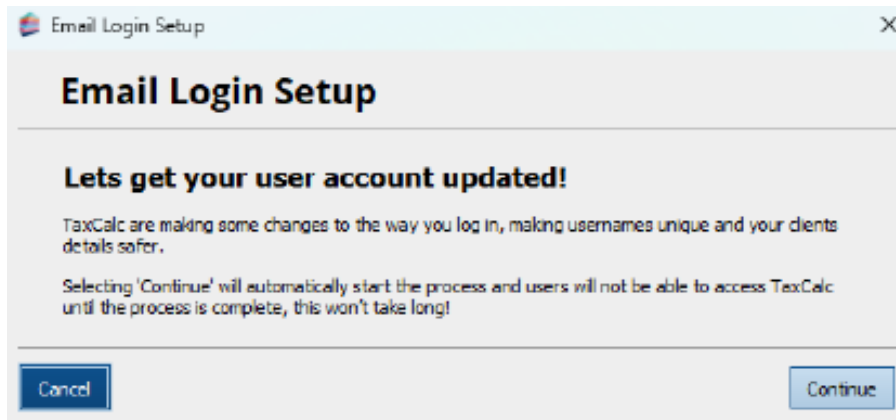 Email Login Setup
Email Login Setup
Lets get your user account updated!
TaxCalc are making some changes to the way you log in, making usernames unique and your clients
details safer.
Selecting 'Continue' will automatically start the process and users will not be able to access TaxCalc
until the process is complete, this won't take long!
Cancel
Continue